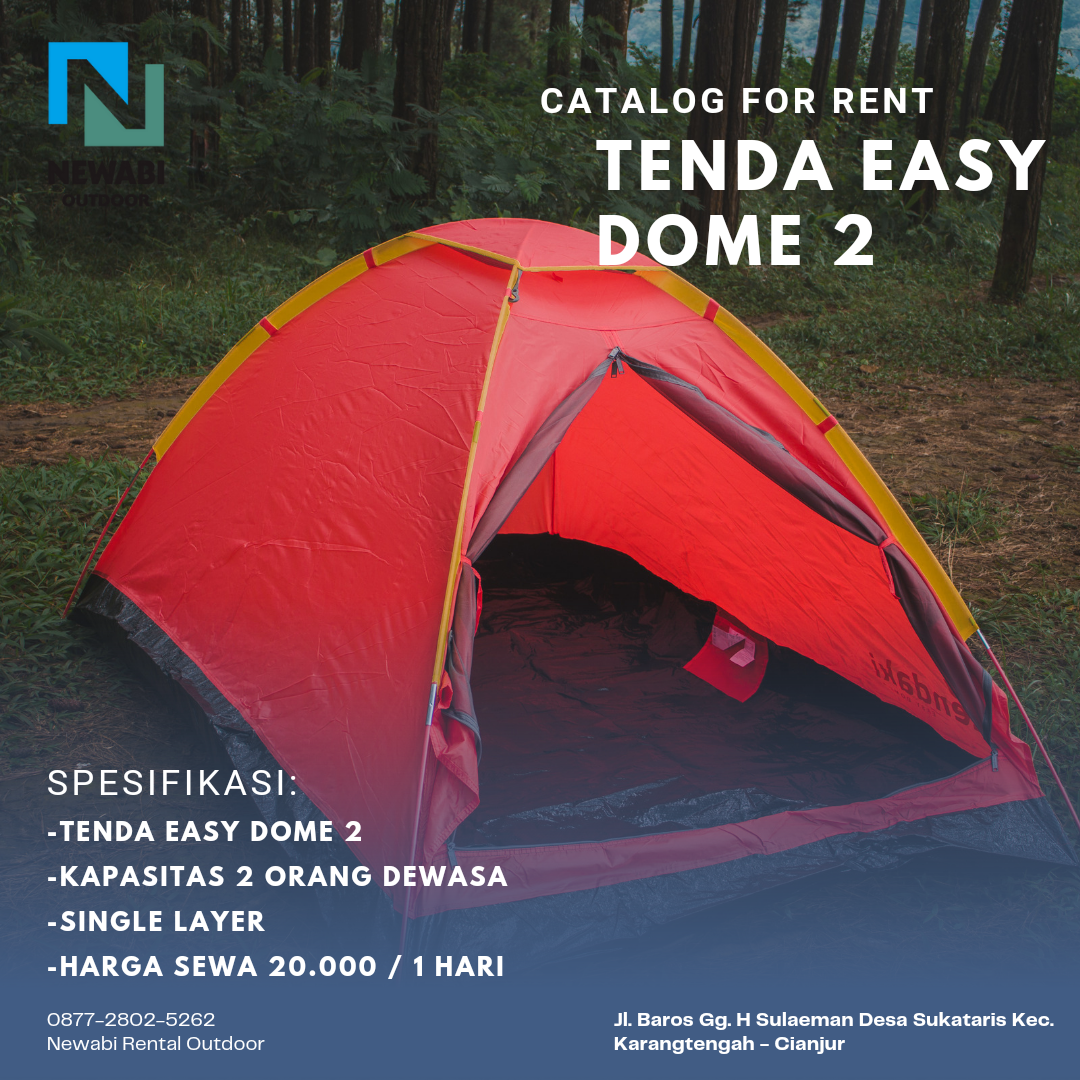 NEWABI
OUTDOOR
CATALOG FOR RENT
TENDA EASY
DOME 2
endaki
SPESIFIKASI:
-TENDA EASY DOME 2
-KAPASITAS 2 ORANG DEWASA
-SINGLE LAYER
-HARGA SEWA 20.000 / 1 HARI
0877-2802-5262
Newabi Rental Outdoor
Jl. Baros Gg. H Sulaeman Desa Sukataris Kec.
Karangtengah - Cianjur